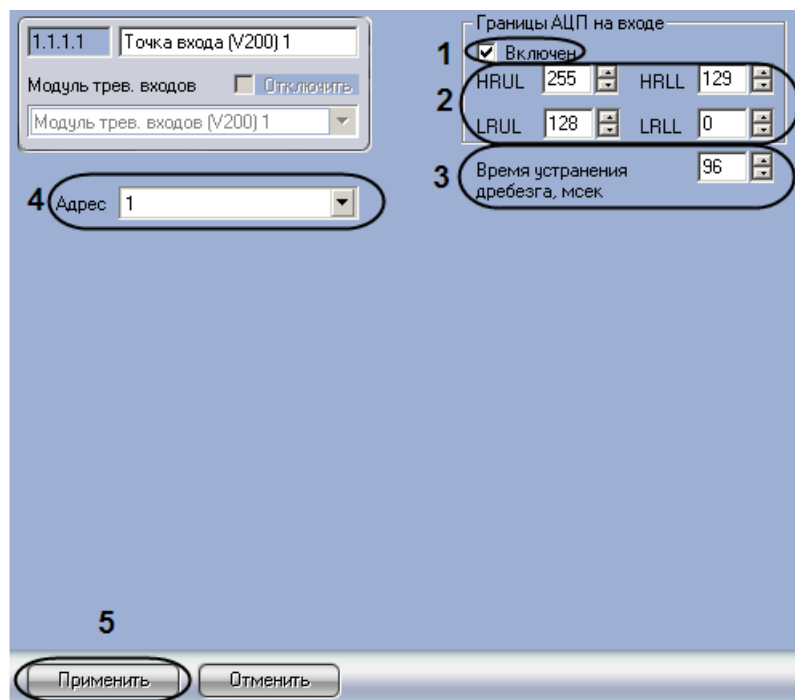 1.1.1.1 Точка входа (V200) 1
Модуль трев. входов Отключить
Модуль трев. входов (V200) 1
4 Адрес 1
Границы АЦП на входе
1 Включен
2 HRUL 255 HRLL 129
LRUL 128 LRLL 0
3 Время устранения 96
дребезга, мсек
5
Применить Отменить